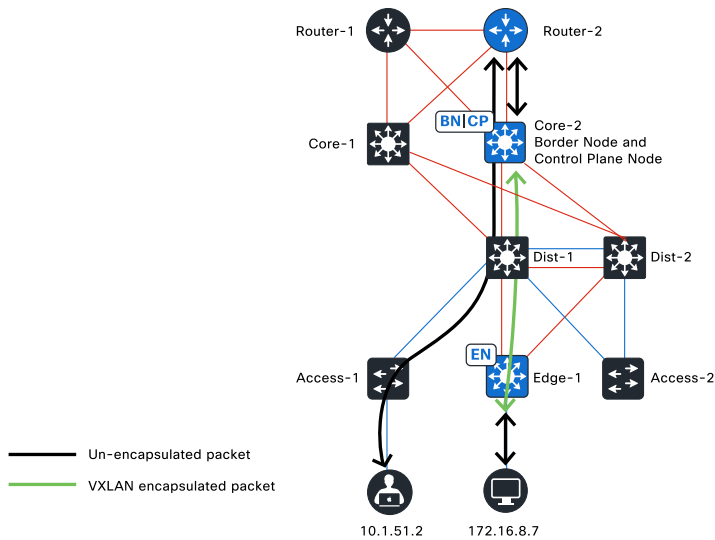 Router-1
Router-2
BN|CP
Core-1
Core-2
Border Node and
Control Plane Node
Dist-1
Dist-2
EN
Access-1
Edge-1
Access-2
Un-encapsulated packet
VXLAN encapsulated packet
10.1.51.2
172.16.8.7